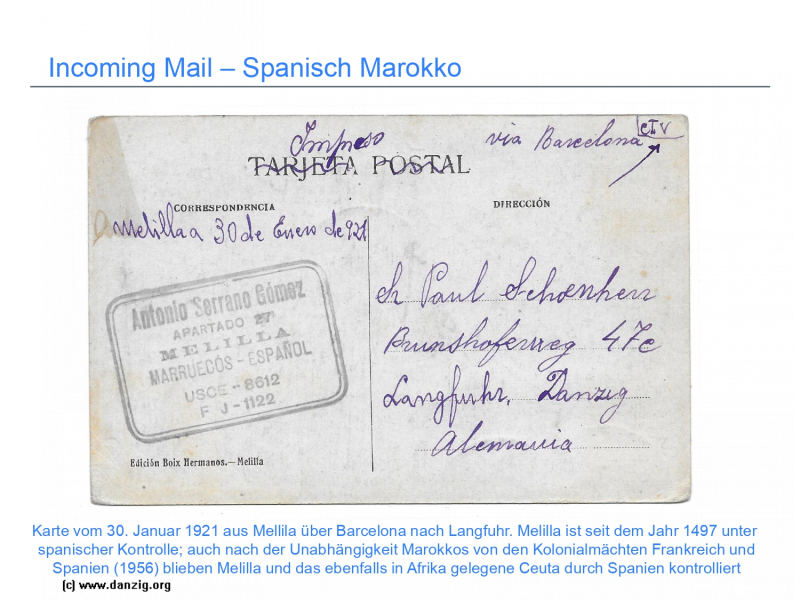 Incoming Mail – Spanisch Marokko
Impreso
via Barcelona
CTV
TARJETA POSTAL
CORRESPONDENCIA
DIRECCIÓN
Melilla a 30 de Enero de 921
Sr Paul Schoenherr
Brunshoferweg 47c
Langfuhr, Danzig
Alemania
Antonio Serrano Gómez
APARTADO 27
MELILLA
MARRUECOS - ESPAÑOL
USCE - 8612
F J - 1122
Edición Boix Hermanos.—Melilla
Karte vom 30. Januar 1921 aus Mellila über Barcelona nach Langfuhr. Melilla ist seit dem Jahr 1497 unter
spanischer Kontrolle; auch nach der Unabhängigkeit Marokkos von den Kolonialmächten Frankreich und
Spanien (1956) blieben Melilla und das ebenfalls in Afrika gelegene Ceuta durch Spanien kontrolliert
(c) www.danzig.org